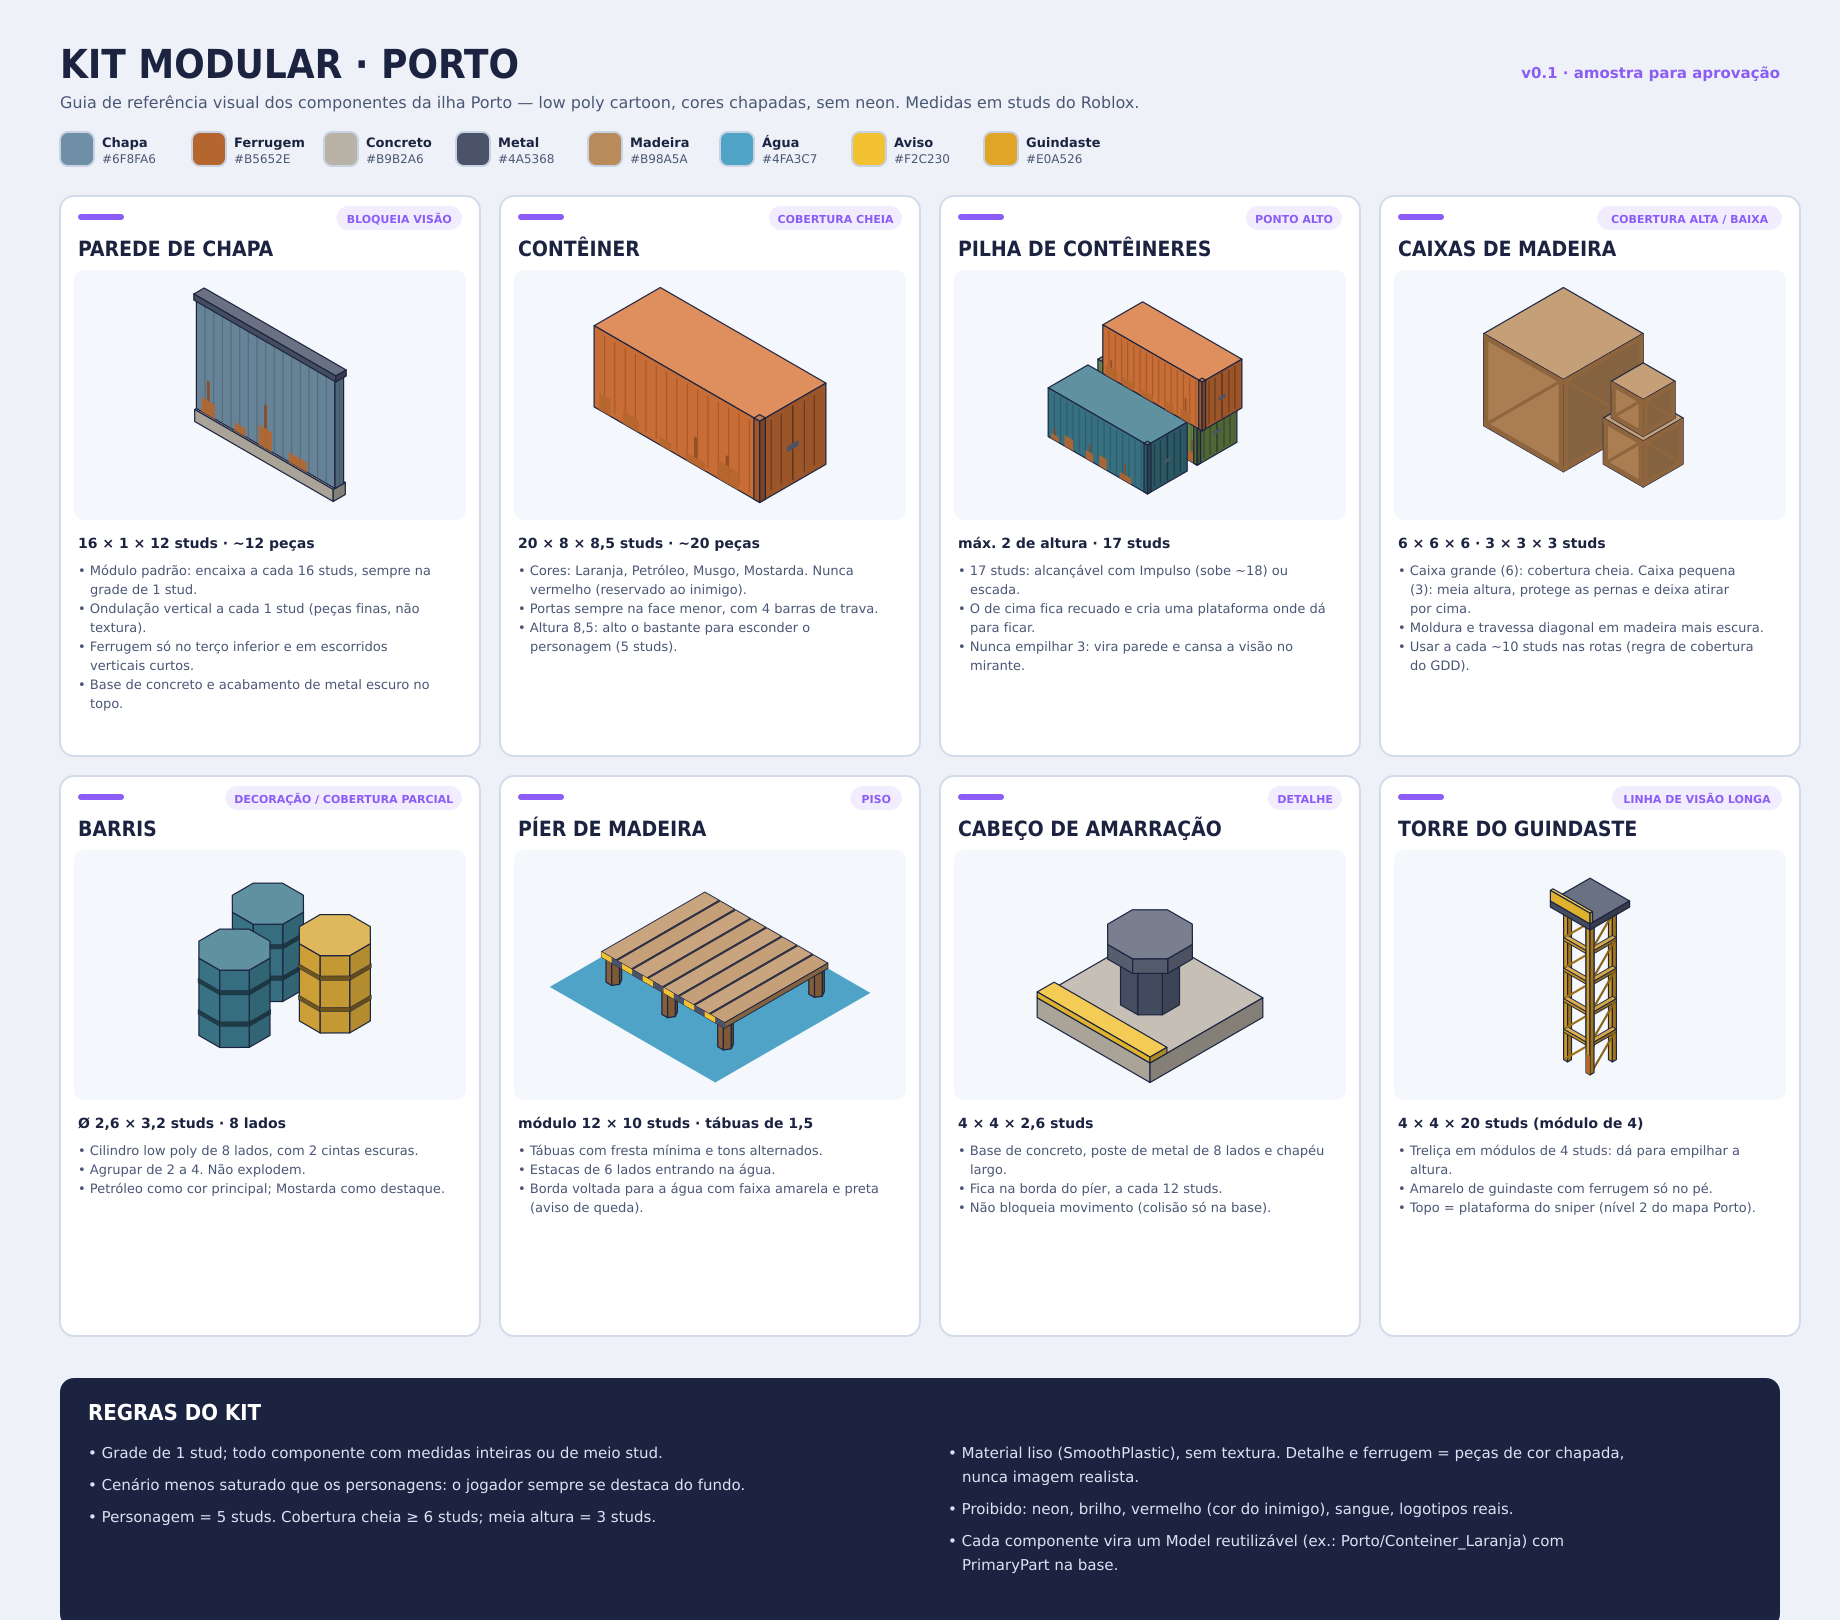 KIT MODULAR · PORTO
v0.1 · amostra para aprovação
Guia de referência visual dos componentes da ilha Porto — low poly cartoon, cores chapadas, sem neon. Medidas em studs do Roblox.
Chapa
#6F8FA6
Ferrugem
#B5652E
Concreto
#B9B2A6
Metal
#4A5368
Madeira
#B98A5A
Água
#4FA3C7
Aviso
#F2C230
Guindaste
#E0A526
BLOQUEIA VISÃO
PAREDE DE CHAPA
16 × 1 × 12 studs · ~12 peças
• Módulo padrão: encaixa a cada 16 studs, sempre na
grade de 1 stud.
• Ondulação vertical a cada 1 stud (peças finas, não
textura).
• Ferrugem só no terço inferior e em escorridos
verticais curtos.
• Base de concreto e acabamento de metal escuro no
topo.
COBERTURA CHEIA
CONTÊINER
20 × 8 × 8,5 studs · ~20 peças
• Cores: Laranja, Petróleo, Musgo, Mostarda. Nunca
vermelho (reservado ao inimigo).
• Portas sempre na face menor, com 4 barras de trava.
• Altura 8,5: alto o bastante para esconder o
personagem (5 studs).
PONTO ALTO
PILHA DE CONTÊINERES
máx. 2 de altura · 17 studs
• 17 studs: alcançável com Impulso (sobe ~18) ou
escada.
• O de cima fica recuado e cria uma plataforma onde dá
para ficar.
• Nunca empilhar 3: vira parede e cansa a visão no
mirante.
COBERTURA ALTA / BAIXA
CAIXAS DE MADEIRA
6 × 6 × 6 · 3 × 3 × 3 studs
• Caixa grande (6): cobertura cheia. Caixa pequena
(3): meia altura, protege as pernas e deixa atirar
por cima.
• Moldura e travessa diagonal em madeira mais escura.
• Usar a cada ~10 studs nas rotas (regra de cobertura
do GDD).
DECORAÇÃO / COBERTURA PARCIAL
BARRIS
Ø 2,6 × 3,2 studs · 8 lados
• Cilindro low poly de 8 lados, com 2 cintas escuras.
• Agrupar de 2 a 4. Não explodem.
• Petróleo como cor principal; Mostarda como destaque.
PISO
PÍER DE MADEIRA
módulo 12 × 10 studs · tábuas de 1,5
• Tábuas com fresta mínima e tons alternados.
• Estacas de 6 lados entrando na água.
• Borda voltada para a água com faixa amarela e preta
(aviso de queda).
DETALHE
CABEÇO DE AMARRAÇÃO
4 × 4 × 2,6 studs
• Base de concreto, poste de metal de 8 lados e chapéu
largo.
• Fica na borda do píer, a cada 12 studs.
• Não bloqueia movimento (colisão só na base).
LINHA DE VISÃO LONGA
TORRE DO GUINDASTE
4 × 4 × 20 studs (módulo de 4)
• Treliça em módulos de 4 studs: dá para empilhar a
altura.
• Amarelo de guindaste com ferrugem só no pé.
• Topo = plataforma do sniper (nível 2 do mapa Porto).
REGRAS DO KIT
• Grade de 1 stud; todo componente com medidas inteiras ou de meio stud.
• Cenário menos saturado que os personagens: o jogador sempre se destaca do fundo.
• Personagem = 5 studs. Cobertura cheia ≥ 6 studs; meia altura = 3 studs.
• Material liso (SmoothPlastic), sem textura. Detalhe e ferrugem = peças de cor chapada,
nunca imagem realista.
• Proibido: neon, brilho, vermelho (cor do inimigo), sangue, logotipos reais.
• Cada componente vira um Model reutilizável (ex.: Porto/Conteiner_Laranja) com
PrimaryPart na base.